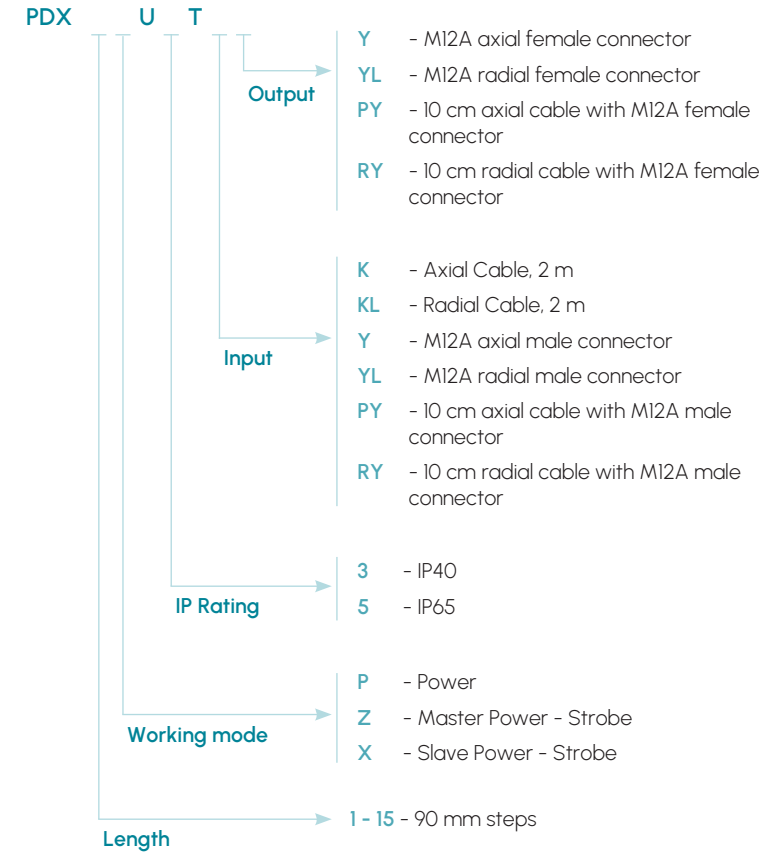 PDX U T
Y - M12A axial female connector
YL - M12A radial female connector
PY - 10 cm axial cable with M12A female
connector
RY - 10 cm radial cable with M12A female
connector
Output
K - Axial Cable, 2 m
KL - Radial Cable, 2 m
Y - M12A axial male connector
YL - M12A radial male connector
PY - 10 cm axial cable with M12A male
connector
RY - 10 cm radial cable with M12A male
connector
Input
3 - IP40
5 - IP65
IP Rating
P - Power
Z - Master Power - Strobe
X - Slave Power - Strobe
Working mode
1 - 15 - 90 mm steps
Length